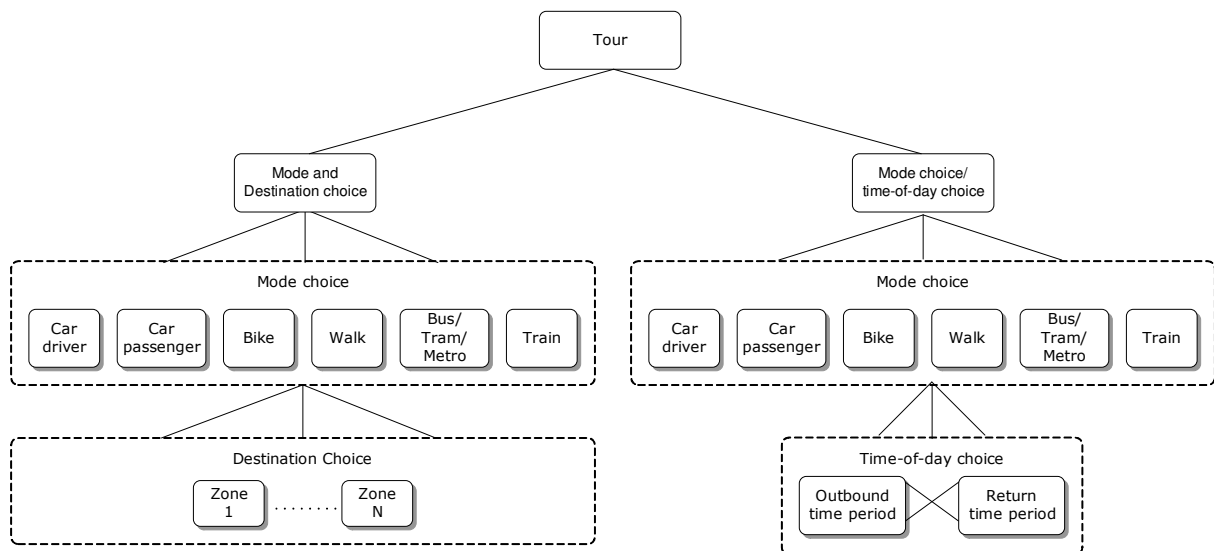 Tour
Mode and
Destination choice
Mode choice/
time-of-day choice
Mode choice
Car
driver
Car
passenger
Bike
Walk
Bus/
Tram/
Metro
Train
Mode choice
Car
driver
Car
passenger
Bike
Walk
Bus/
Tram/
Metro
Train
Destination Choice
Zone
1
........
Zone
N
Time-of-day choice
Outbound
time period
Return
time period